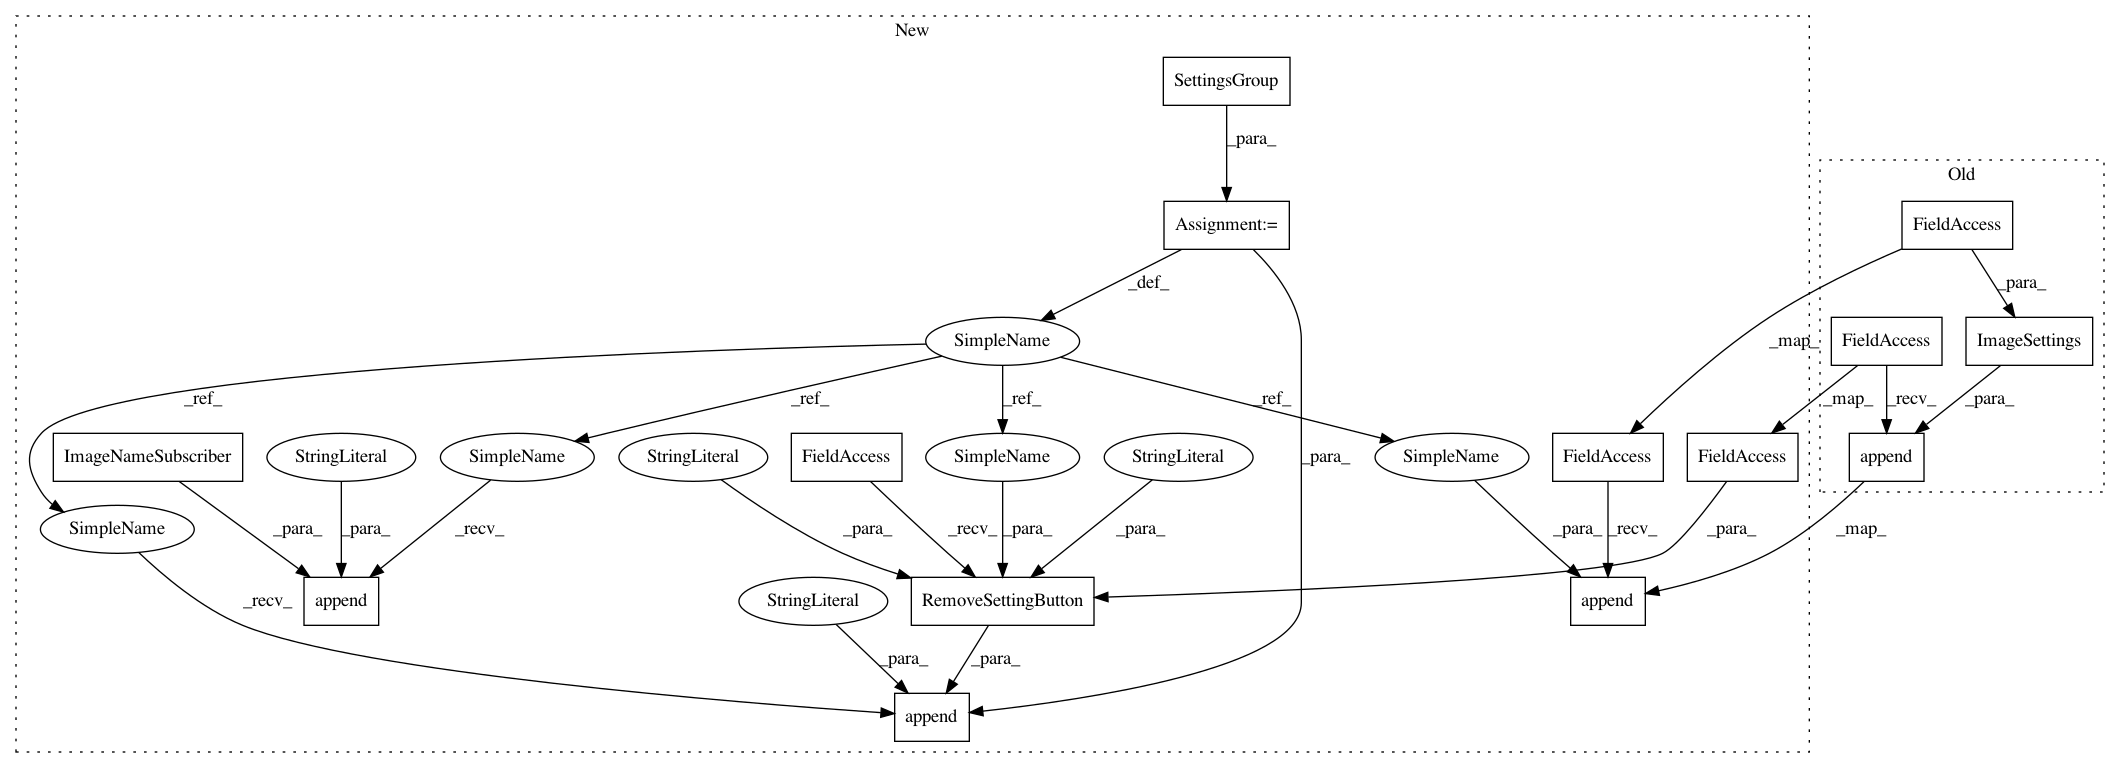 New
SettingsGroup
_para_
Old
Assignment:=
FieldAccess
_def_
_para_
SimpleName
_map_
FieldAccess
ImageSettings
_ref_
_ref_
_ref_
_ref_
_map_
_recv_
_para_
ImageNameSubscriber
StringLiteral
SimpleName
StringLiteral
FieldAccess
SimpleName
StringLiteral
_para_
SimpleName
FieldAccess
FieldAccess
append
SimpleName
_para_
_para_
_recv_
_para_
_recv_
_para_
_para_
_para_
_recv_
_para_
_map_
_recv_
append
StringLiteral
RemoveSettingButton
append
_para_
_para_
append